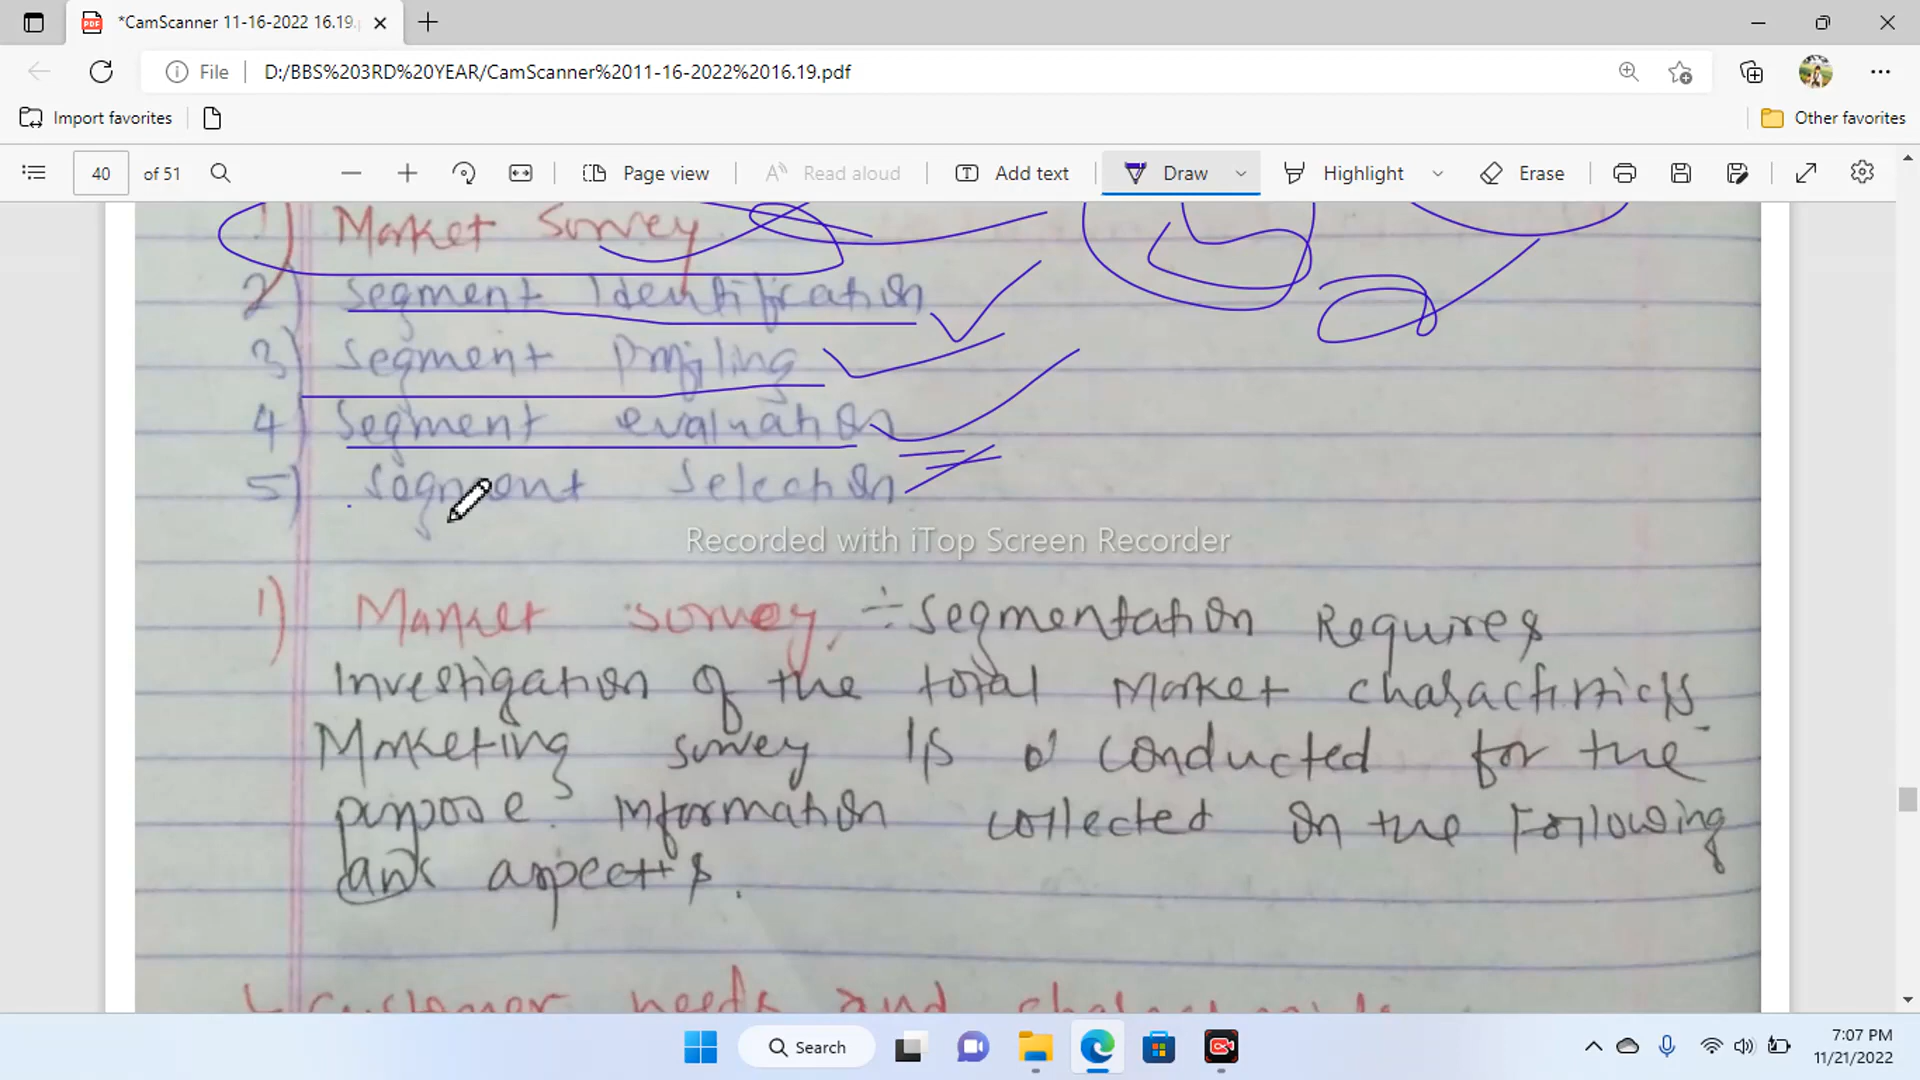 *CamScanner 11-16-2022 16.19.
File
D:/BBS%203RD%20YEAR/CamScanner%2011-16-2022%2016.19.pdf
Import favorites
Other favorites
40 of 51
Page view
Read aloud
Add text
Draw
Highlight
Erase
1) Market Survey
2) Segment Identification
3) Segment Profiling
4) Segment evaluation
5) Segment Selection
Recorded with iTop Screen Recorder
1) Market survey ÷ Segmentation Requires
Investigation of the total Market
Marketing survey is conducted for the
purpose. Information collected on the Following
aspects.
Customer needs and
Search
7:07 PM
11/21/2022